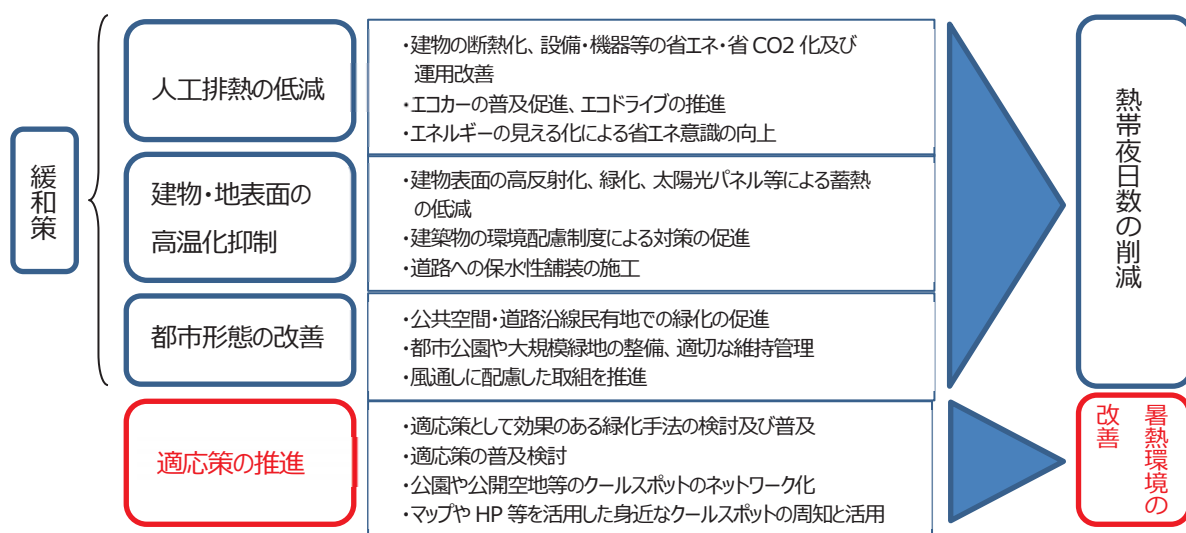 緩和策
人工排熱の低減
・建物の断熱化、設備・機器等の省エネ・省 CO2 化及び
運用改善
・エコカーの普及促進、エコドライブの推進
・エネルギーの見える化による省エネ意識の向上
建物・地表面の
高温化抑制
・建物表面の高反射化、緑化、太陽光パネル等による蓄熱
の低減
・建築物の環境配慮制度による対策の促進
・道路への保水性舗装の施工
都市形態の改善
・公共空間・道路沿線民有地での緑化の促進
・都市公園や大規模緑地の整備、適切な維持管理
・風通しに配慮した取組を推進
熱帯夜日数の削減
適応策の推進
・適応策として効果のある緑化手法の検討及び普及
・適応策の普及検討
・公園や公開空地等のクールスポットのネットワーク化
・マップや HP 等を活用した身近なクールスポットの周知と活用
暑熱環境の
改善